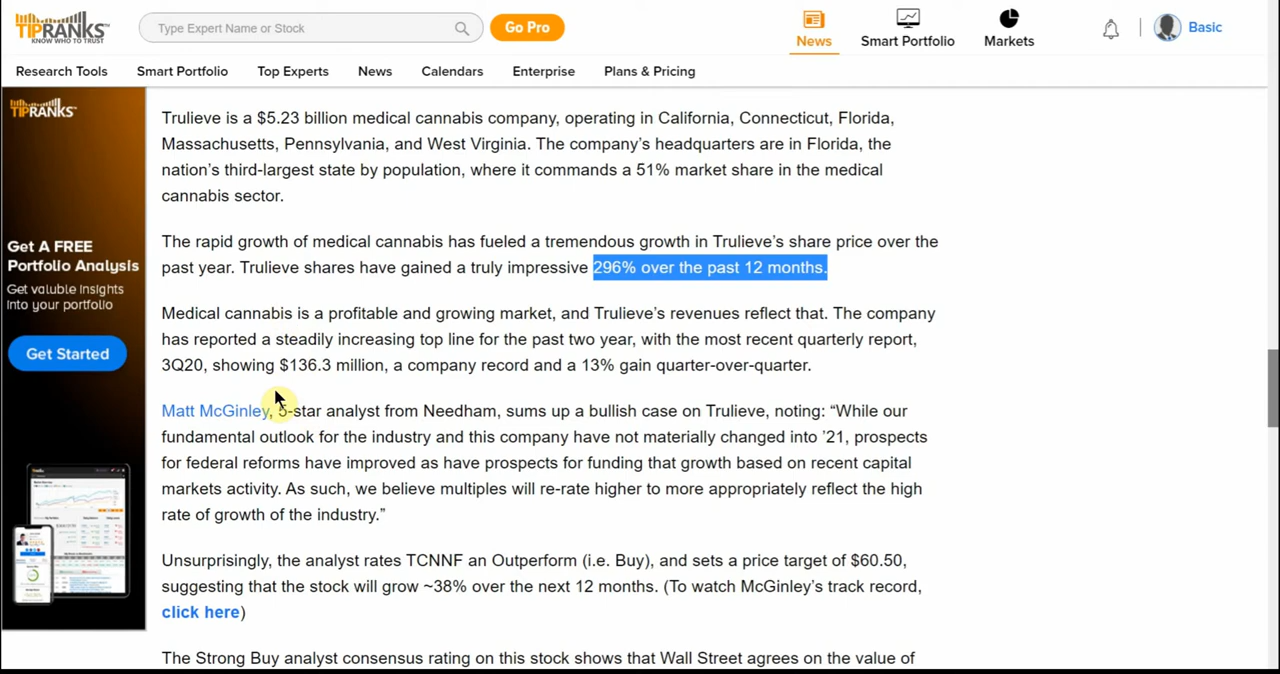 TIPRANKS
KNOW WHO TO TRUST
Type Expert Name or Stock
Go Pro
News
Smart Portfolio
Markets
Basic
Research Tools
Smart Portfolio
Top Experts
News
Calendars
Enterprise
Plans & Pricing
TIPRANKS
Get A FREE
Portfolio Analysis
Get valuble insights
into your portfolio
Get Started
Trulieve is a $5.23 billion medical cannabis company, operating in California, Connecticut, Florida,
Massachusetts, Pennsylvania, and West Virginia. The company's headquarters are in Florida, the
nation's third-largest state by population, where it commands a 51% market share in the medical
cannabis sector.
The rapid growth of medical cannabis has fueled a tremendous growth in Trulieve's share price over the
past year. Trulieve shares have gained a truly impressive 296% over the past 12 months.
Medical cannabis is a profitable and growing market, and Trulieve's revenues reflect that. The company
has reported a steadily increasing top line for the past two year, with the most recent quarterly report,
3Q20, showing $136.3 million, a company record and a 13% gain quarter-over-quarter.
Matt McGinley, 5-star analyst from Needham, sums up a bullish case on Trulieve, noting: “While our
fundamental outlook for the industry and this company have not materially changed into ’21, prospects
for federal reforms have improved as have prospects for funding that growth based on recent capital
markets activity. As such, we believe multiples will re-rate higher to more appropriately reflect the high
rate of growth of the industry.”
Unsurprisingly, the analyst rates TCNNF an Outperform (i.e. Buy), and sets a price target of $60.50,
suggesting that the stock will grow ~38% over the next 12 months. (To watch McGinley's track record,
click here)
The Strong Buy analyst consensus rating on this stock shows that Wall Street agrees on the value of